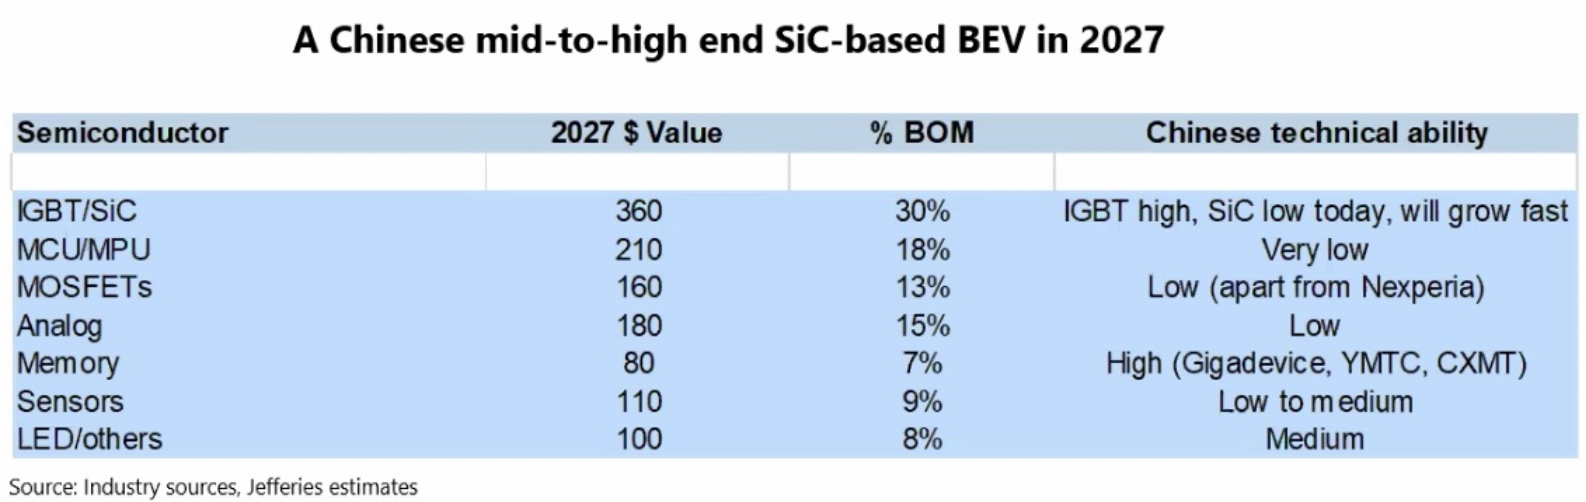 A Chinese mid-to-high end SiC-based BEV in 2027
Semiconductor 2027 $ Value % BOM Chinese technical ability
IGBT/SiC 360 30% IGBT high, SiC low today, will grow fast
MCU/MPU 210 18% Very low
MOSFETs 160 13% Low (apart from Nexperia)
Analog 180 15% Low
Memory 80 7% High (Gigadevice, YMTC, CXMT)
Sensors 110 9% Low to medium
LED/others 100 8% Medium
Source: Industry sources, Jefferies estimates